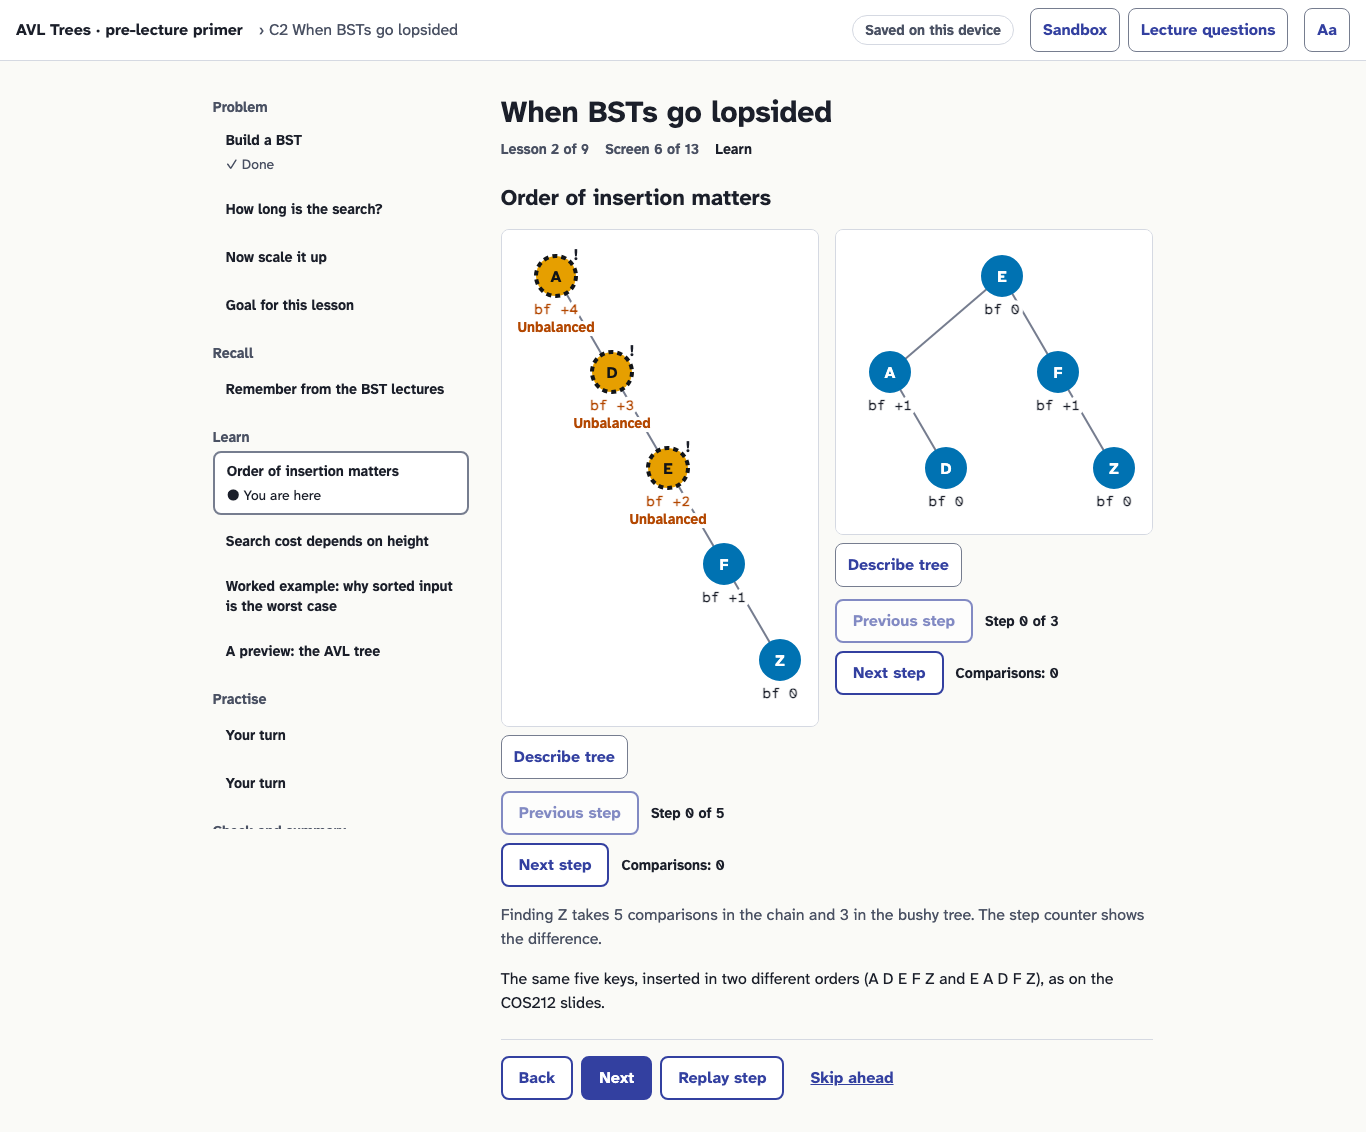 AVL Trees · pre-lecture primer › C2 When BSTs go lopsided
Saved on this device
Sandbox
Lecture questions
Aa
Problem
Build a BST
✓ Done
How long is the search?
Now scale it up
Goal for this lesson
Recall
Remember from the BST lectures
Learn
Order of insertion matters
● You are here
Search cost depends on height
Worked example: why sorted input
is the worst case
A preview: the AVL tree
Practise
Your turn
Your turn
Check and summary
When BSTs go lopsided
Lesson 2 of 9 Screen 6 of 13 Learn
Order of insertion matters
!
A
bf +4
Unbalanced
!
D
bf +3
Unbalanced
!
E
bf +2
Unbalanced
F
bf +1
Z
bf 0
Describe tree
Previous step
Step 0 of 5
Next step
Comparisons: 0
E
bf 0
A
bf +1
F
bf +1
D
bf 0
Z
bf 0
Describe tree
Previous step
Step 0 of 3
Next step
Comparisons: 0
Finding Z takes 5 comparisons in the chain and 3 in the bushy tree. The step counter shows
the difference.
The same five keys, inserted in two different orders (A D E F Z and E A D F Z), as on the
COS212 slides.
Back
Next
Replay step
Skip ahead